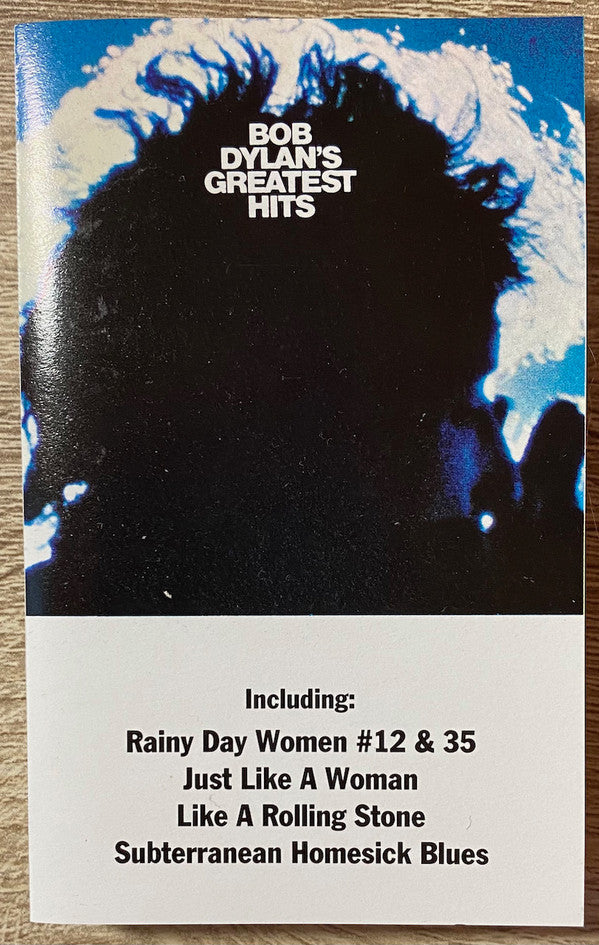 BOB
DYLAN'S
GREATEST
HITS
Including:
Rainy Day Women #12 & 35
Just Like A Woman
Like A Rolling Stone
Subterranean Homesick Blues